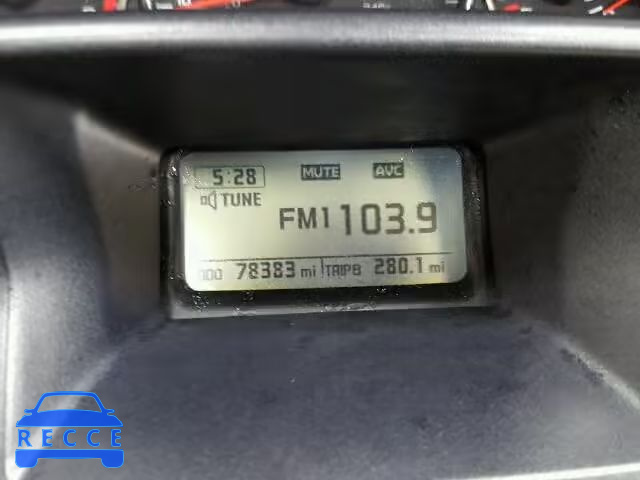 5:28 MUTE AVC
TUNE
FM1 103.9
ODO 78383 mi TRIP B 280.1 mi
RECCE